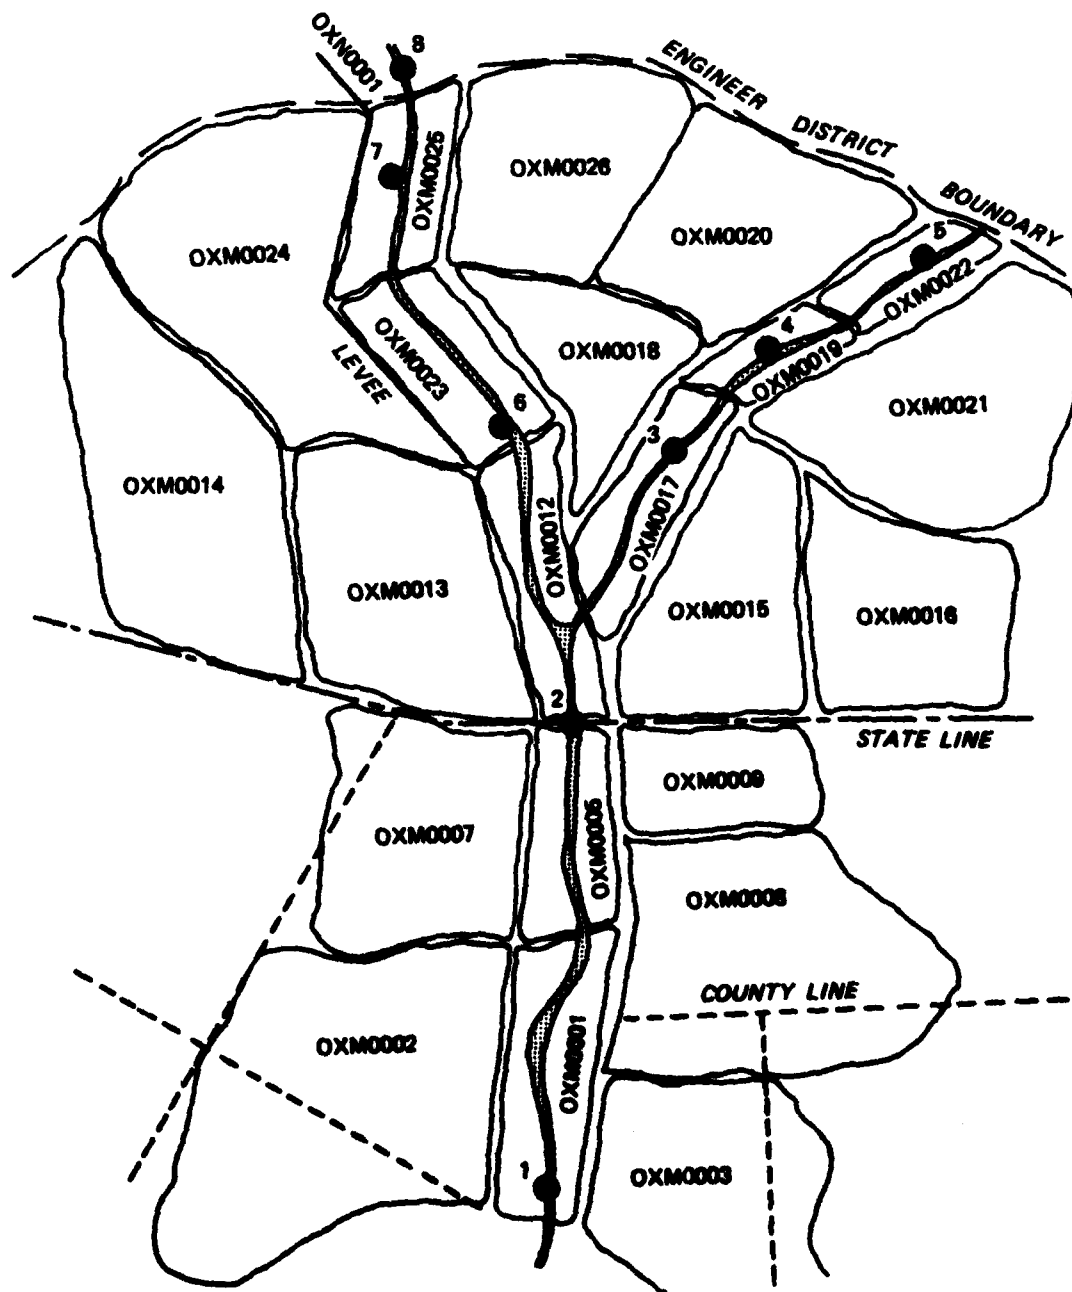 OXN0001
8
ENGINEER DISTRICT BOUNDARY
7
OXM0025
OXM0026
OXM0020
5
OXM0024
OXM0022
4
OXM0023
LEVEE
OXM0018
OXM0019
6
OXM0021
3
OXM0014
OXM0017
OXM0012
OXM0013
OXM0015
OXM0016
2
STATE LINE
OXM0009
OXM0007
OXM0005
OXM0008
COUNTY LINE
OXM0002
OXM0001
1
OXM0003